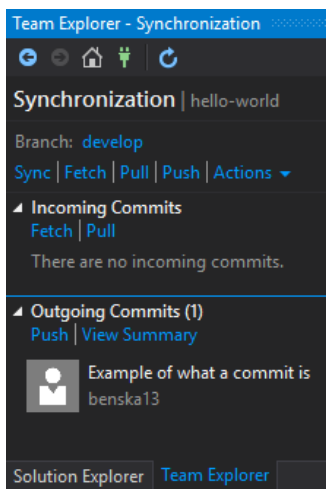 Team Explorer - Synchronization
Synchronization | hello-world
Branch: develop
Sync | Fetch | Pull | Push | Actions
Incoming Commits
Fetch | Pull
There are no incoming commits.
Outgoing Commits (1)
Push | View Summary
Example of what a commit is
benska13
Solution Explorer Team Explorer